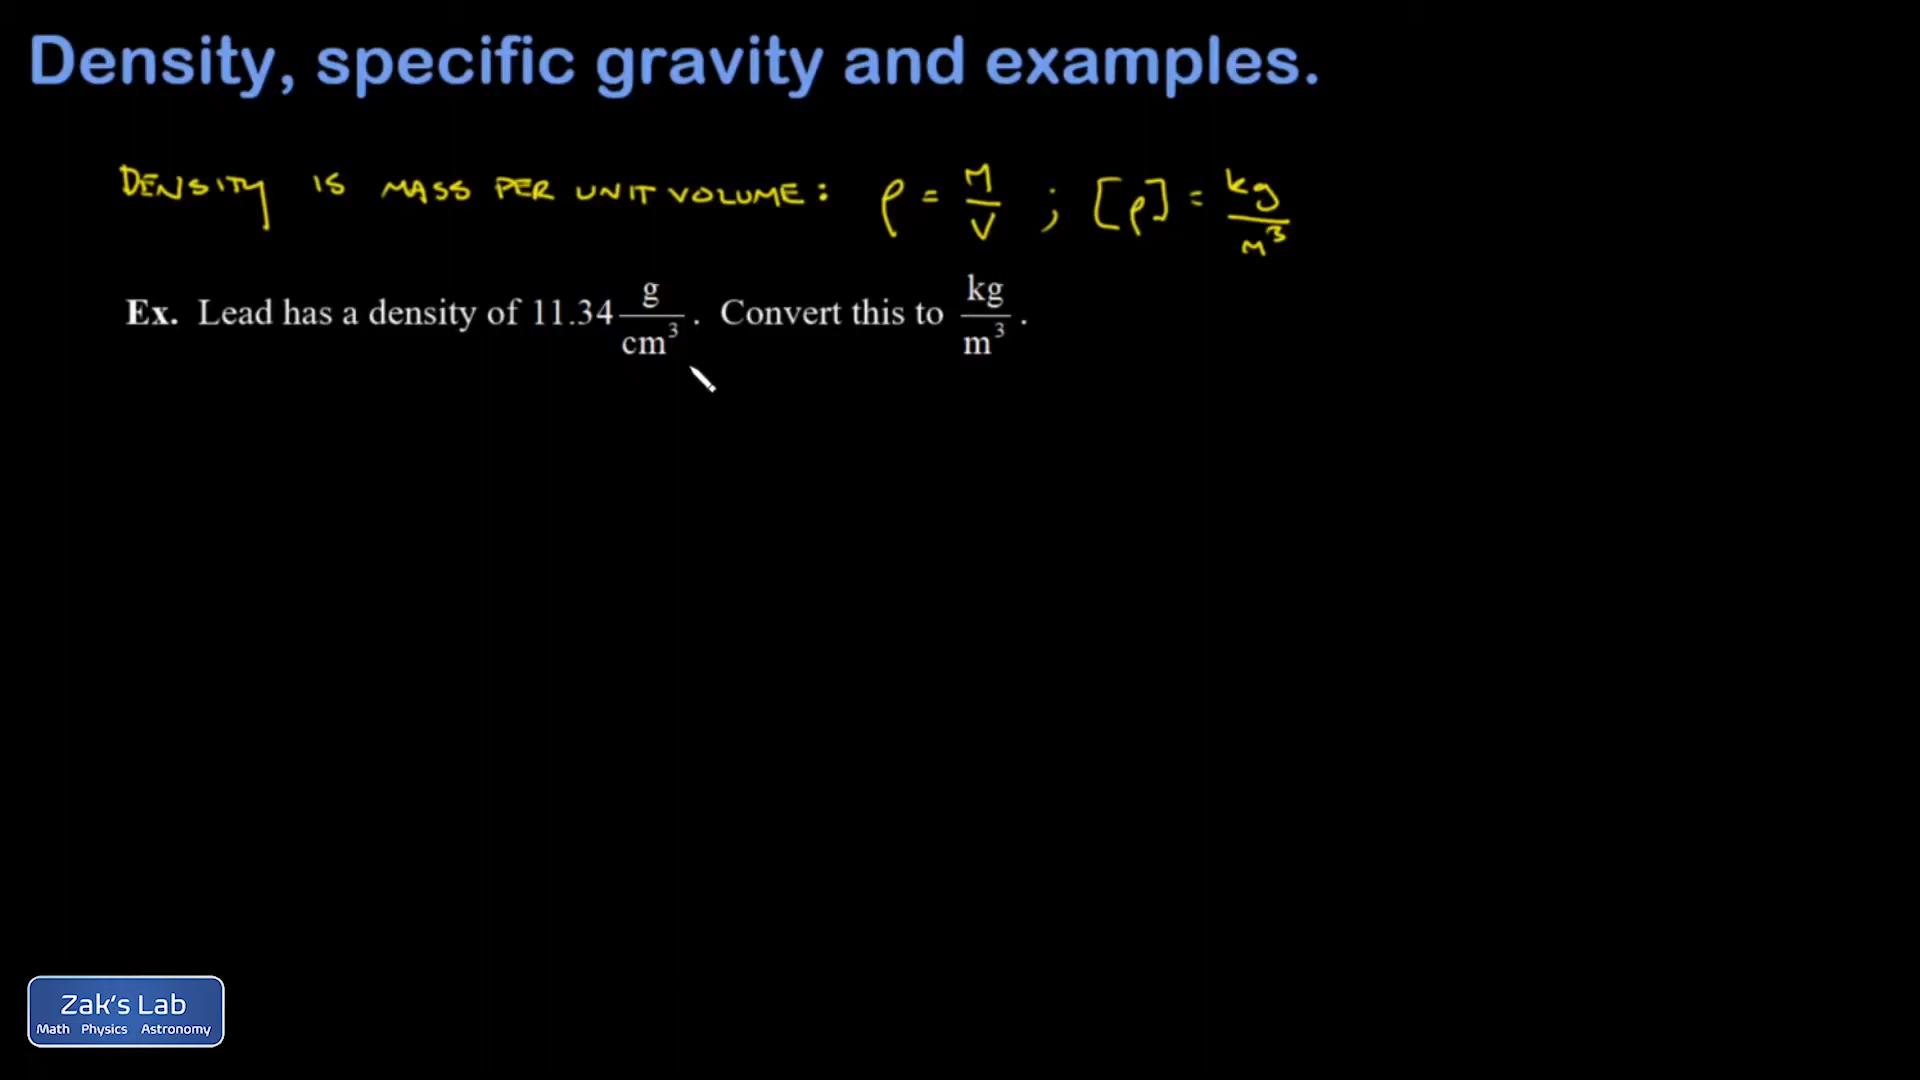 Density, specific gravity and examples.
DENSITY IS MASS PER UNIT VOLUME: ρ = M/V ; [ρ] = kg/m³
Ex. Lead has a density of 11.34 g/cm³. Convert this to kg/m³.
Zak's Lab
Math Physics Astronomy